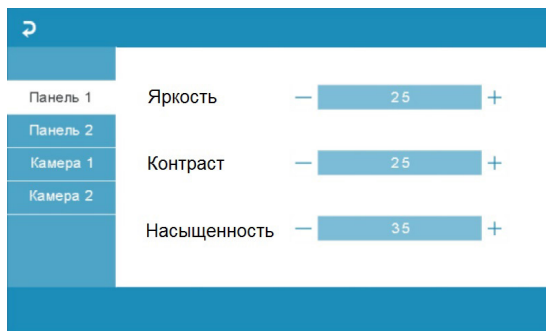 Панель 1
Панель 2
Камера 1
Камера 2
Яркость — 25 +
Контраст — 25 +
Насыщенность — 35 +